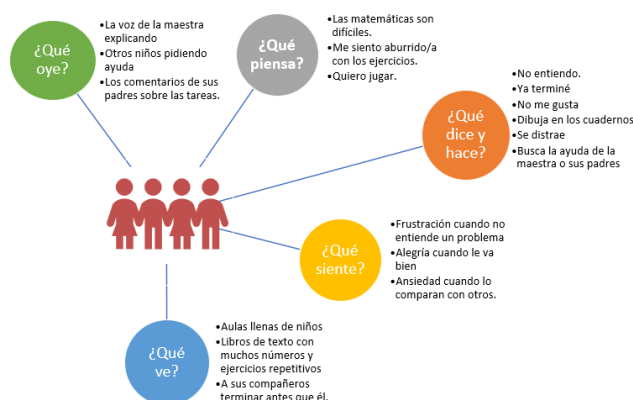 ¿Qué
oye?
•La voz de la maestra
explicando
•Otros niños pidiendo
ayuda
•Los comentarios de sus
padres sobre las tareas.
¿Qué
piensa?
•Las matemáticas son
difíciles.
•Me siento aburrido/a
con los ejercicios.
•Quiero jugar.
¿Qué
dice y
hace?
•No entiendo.
•Ya terminé
•No me gusta
•Dibuja en los cuadernos
•Se distrae
•Busca la ayuda de la
maestra o sus padres
¿Qué
siente?
•Frustración cuando no
entiende un problema
•Alegría cuando le va
bien
•Ansiedad cuando lo
comparan con otros.
¿Qué
ve?
•Aulas llenas de niños
•Libros de texto con
muchos números y
ejercicios repetitivos
•A sus compañeros
terminar antes que él.